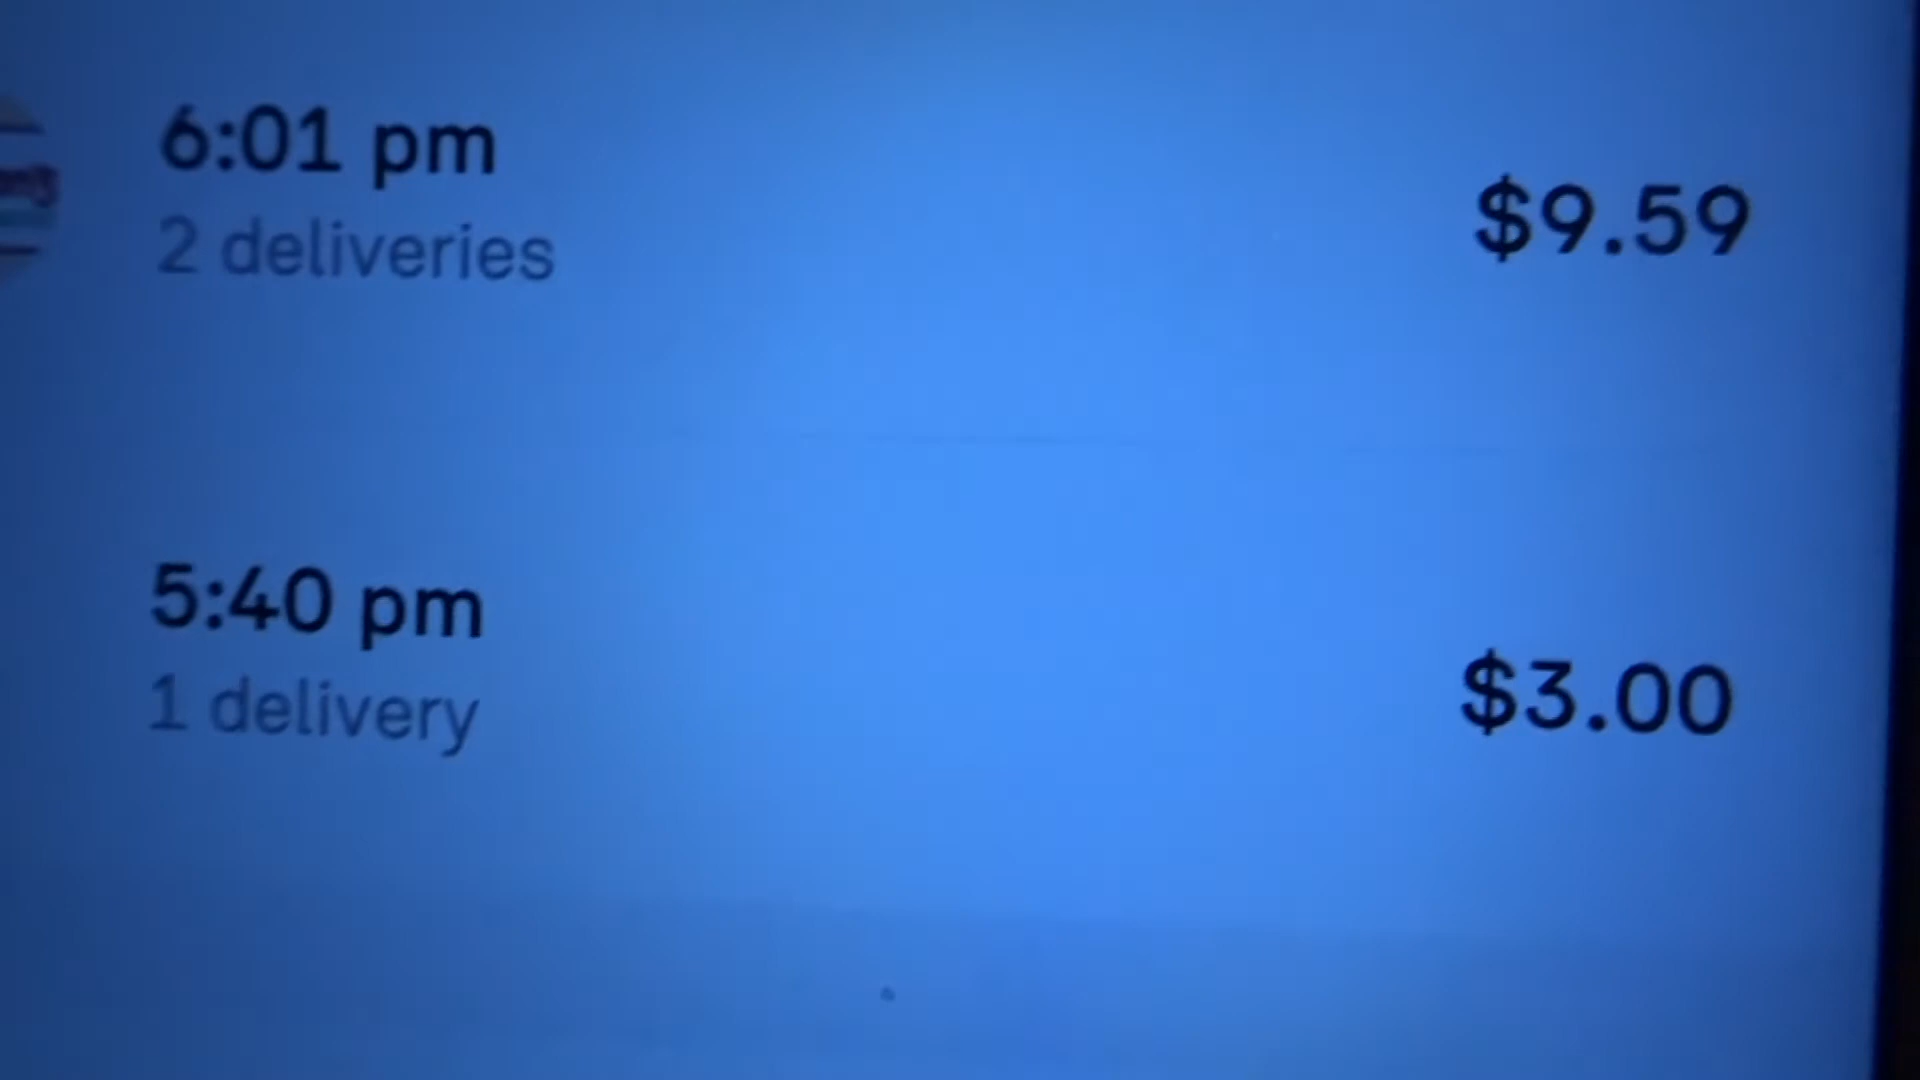 6:01 pm
2 deliveries
$9.59
5:40 pm
1 delivery
$3.00